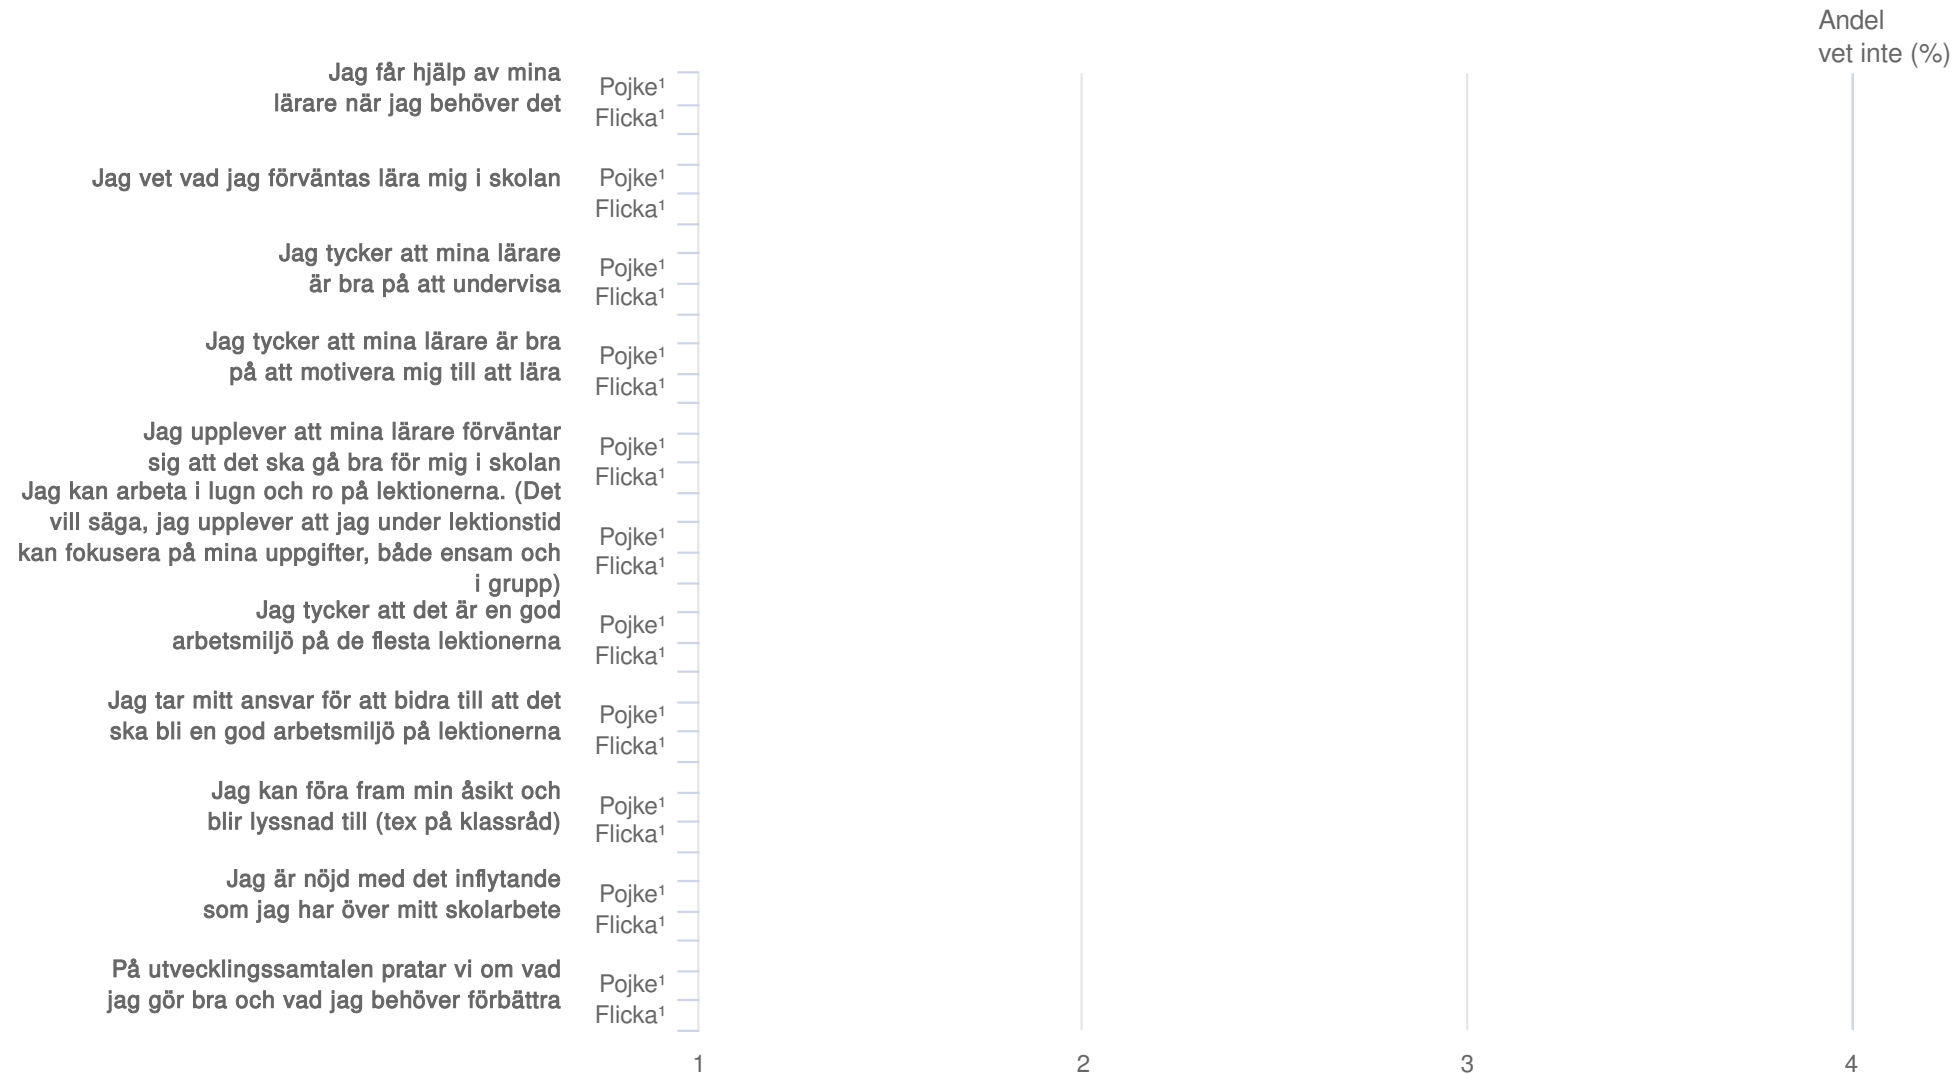 Andel
vet inte (%)
Jag får hjälp av mina
lärare när jag behöver det
Pojke¹
Flicka¹
Jag vet vad jag förväntas lära mig i skolan
Pojke¹
Flicka¹
Jag tycker att mina lärare
är bra på att undervisa
Pojke¹
Flicka¹
Jag tycker att mina lärare är bra
på att motivera mig till att lära
Pojke¹
Flicka¹
Jag upplever att mina lärare förväntar
sig att det ska gå bra för mig i skolan
Pojke¹
Flicka¹
Jag kan arbeta i lugn och ro på lektionerna. (Det
vill säga, jag upplever att jag under lektionstid
kan fokusera på mina uppgifter, både ensam och
i grupp)
Pojke¹
Flicka¹
Jag tycker att det är en god
arbetsmiljö på de flesta lektionerna
Pojke¹
Flicka¹
Jag tar mitt ansvar för att bidra till att det
ska bli en god arbetsmiljö på lektionerna
Pojke¹
Flicka¹
Jag kan föra fram min åsikt och
blir lyssnad till (tex på klassråd)
Pojke¹
Flicka¹
Jag är nöjd med det inflytande
som jag har över mitt skolarbete
Pojke¹
Flicka¹
På utvecklingssamtalen pratar vi om vad
jag gör bra och vad jag behöver förbättra
Pojke¹
Flicka¹
1 2 3 4